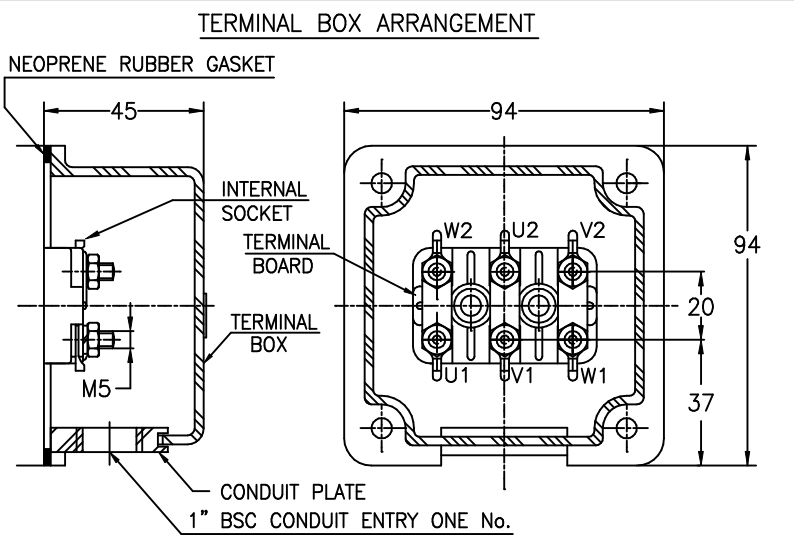 TERMINAL BOX ARRANGEMENT
NEOPRENE RUBBER GASKET
45
94
INTERNAL
SOCKET
W2 U2 V2
TERMINAL
BOARD
94
20
TERMINAL
BOX
M5
U1 V1 W1
37
CONDUIT PLATE
1” BSC CONDUIT ENTRY ONE No.